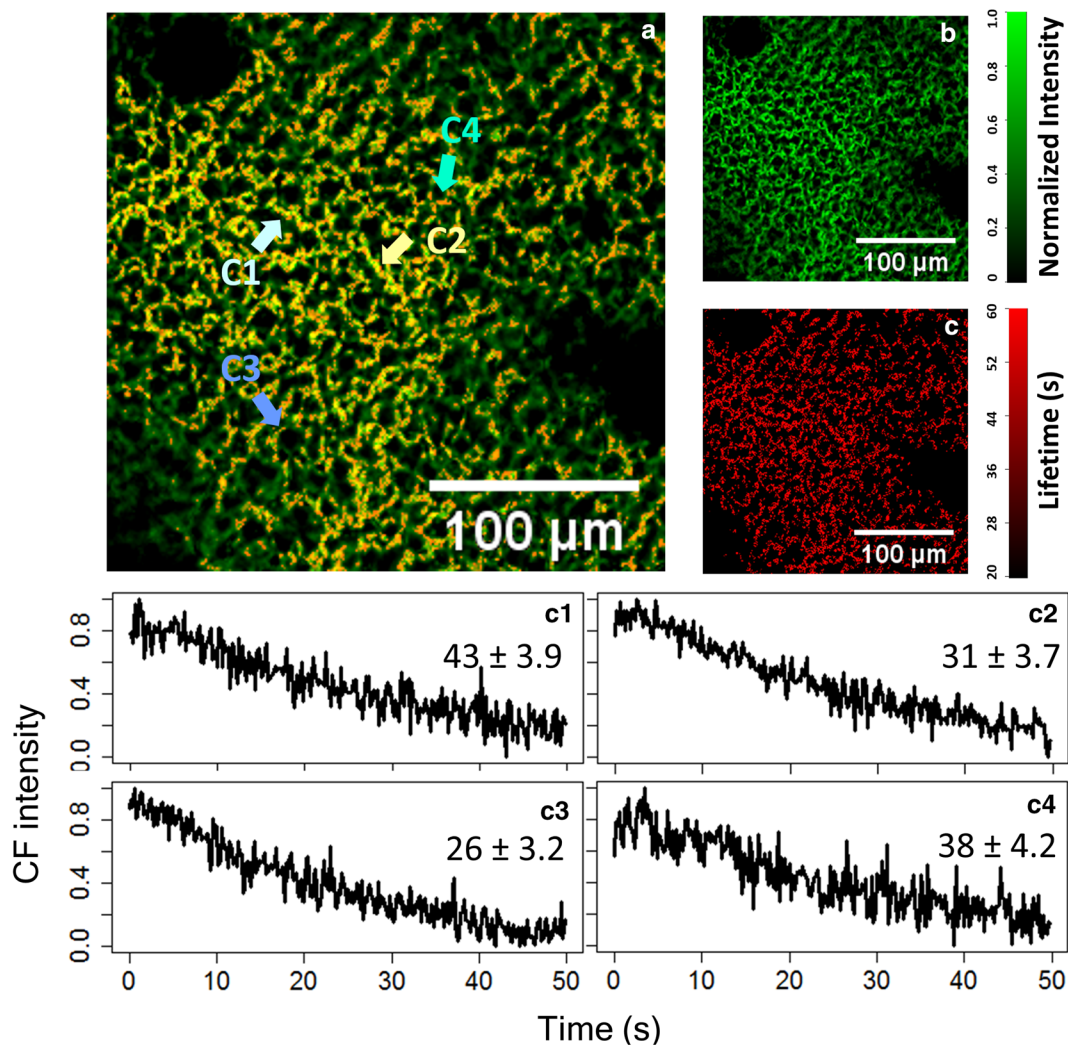 a
C4
C1
C2
C3
100 µm
b
100 µm
1.0
0.8
0.6
0.4
0.2
0
Normalized Intensity
c
100 µm
60
52
44
36
28
20
Lifetime (s)
c1
43 ± 3.9
c2
31 ± 3.7
c3
26 ± 3.2
c4
38 ± 4.2
0.8
0.4
0.0
0.8
0.4
0.0
CF intensity
0 10 20 30 40 50 0 10 20 30 40 50
Time (s)